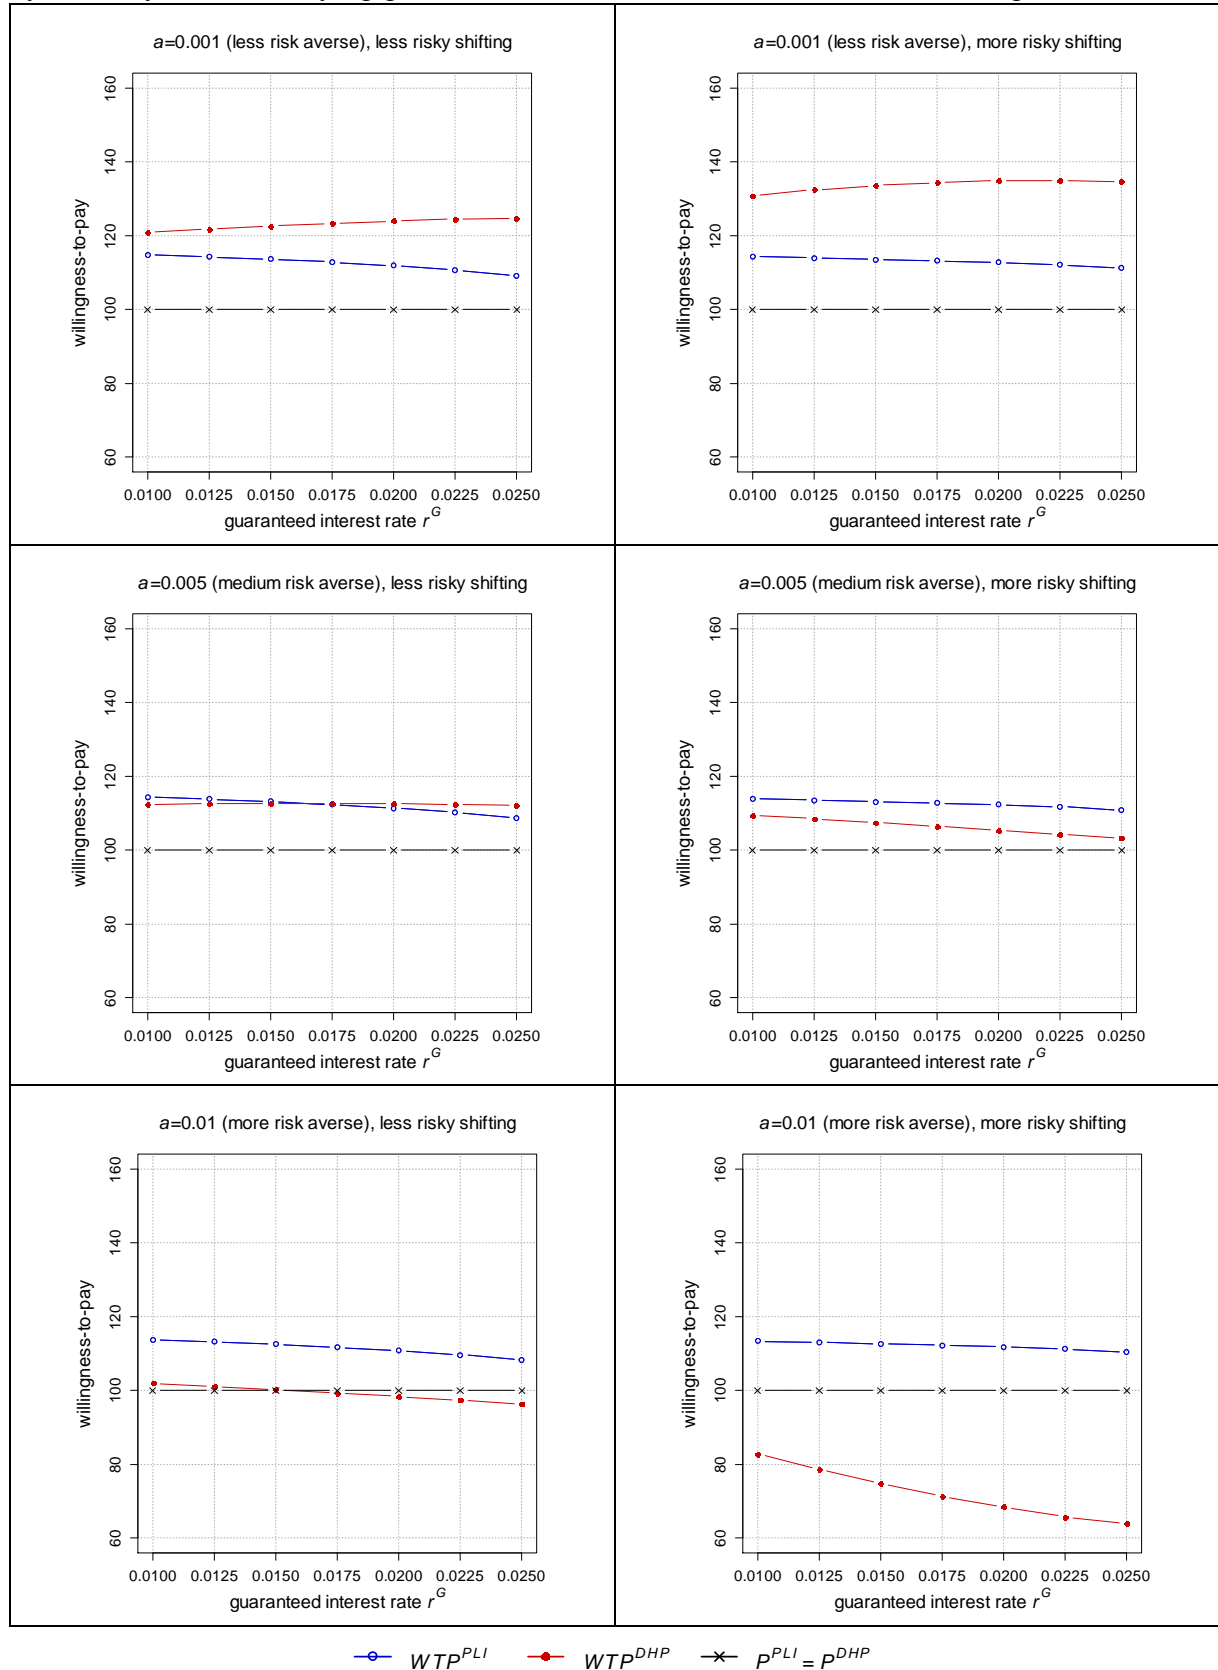 a=0.001 (less risk averse), less risky shifting
160
140
120
100
80
60
willingness-to-pay
0.0100 0.0125 0.0150 0.0175 0.0200 0.0225 0.0250
guaranteed interest rate r^G
a=0.001 (less risk averse), more risky shifting
160
140
120
100
80
60
willingness-to-pay
0.0100 0.0125 0.0150 0.0175 0.0200 0.0225 0.0250
guaranteed interest rate r^G
a=0.005 (medium risk averse), less risky shifting
160
140
120
100
80
60
willingness-to-pay
0.0100 0.0125 0.0150 0.0175 0.0200 0.0225 0.0250
guaranteed interest rate r^G
a=0.005 (medium risk averse), more risky shifting
160
140
120
100
80
60
willingness-to-pay
0.0100 0.0125 0.0150 0.0175 0.0200 0.0225 0.0250
guaranteed interest rate r^G
a=0.01 (more risk averse), less risky shifting
160
140
120
100
80
60
willingness-to-pay
0.0100 0.0125 0.0150 0.0175 0.0200 0.0225 0.0250
guaranteed interest rate r^G
a=0.01 (more risk averse), more risky shifting
160
140
120
100
80
60
willingness-to-pay
0.0100 0.0125 0.0150 0.0175 0.0200 0.0225 0.0250
guaranteed interest rate r^G
WTP^PLI WTP^DHP P^PLI = P^DHP